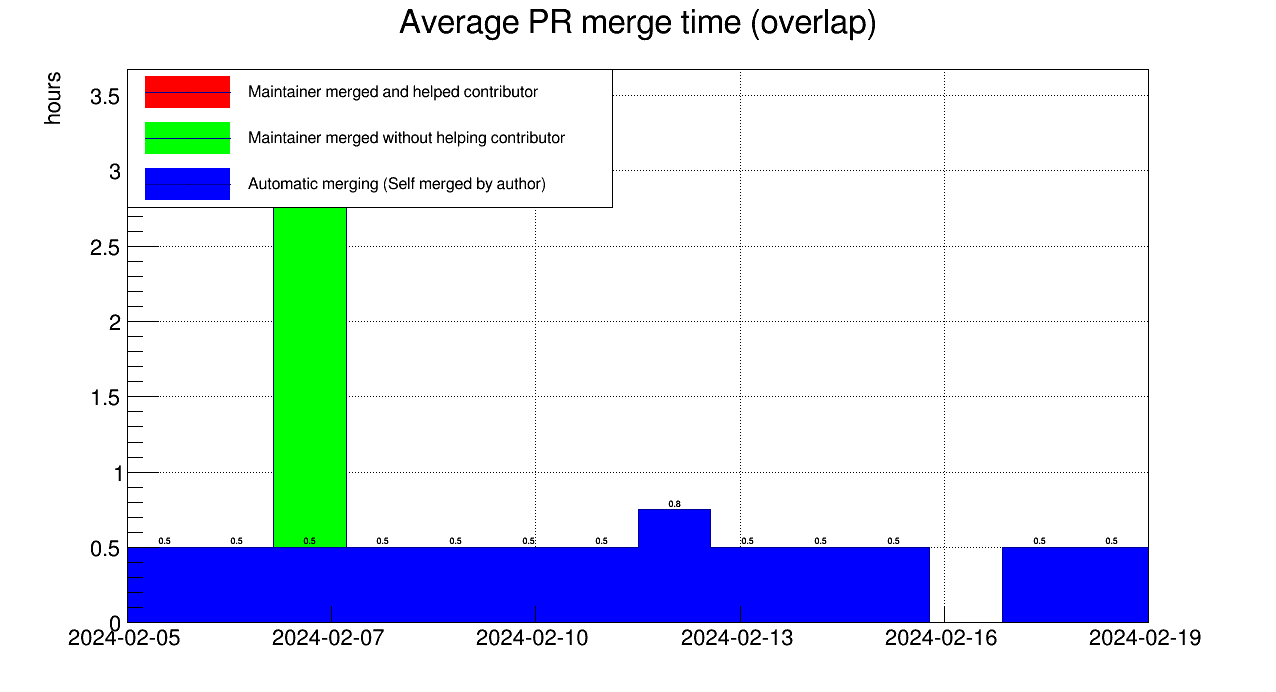 Average PR merge time (overlap)
hours
Maintainer merged and helped contributor
Maintainer merged without helping contributor
Automatic merging (Self merged by author)
3.5
3
2.5
2
1.5
1
0.5
0
0.5 0.5 0.5 0.5 0.5 0.5 0.5 0.8 0.5 0.5 0.5 0.5 0.5
2024-02-05 2024-02-07 2024-02-10 2024-02-13 2024-02-16 2024-02-19